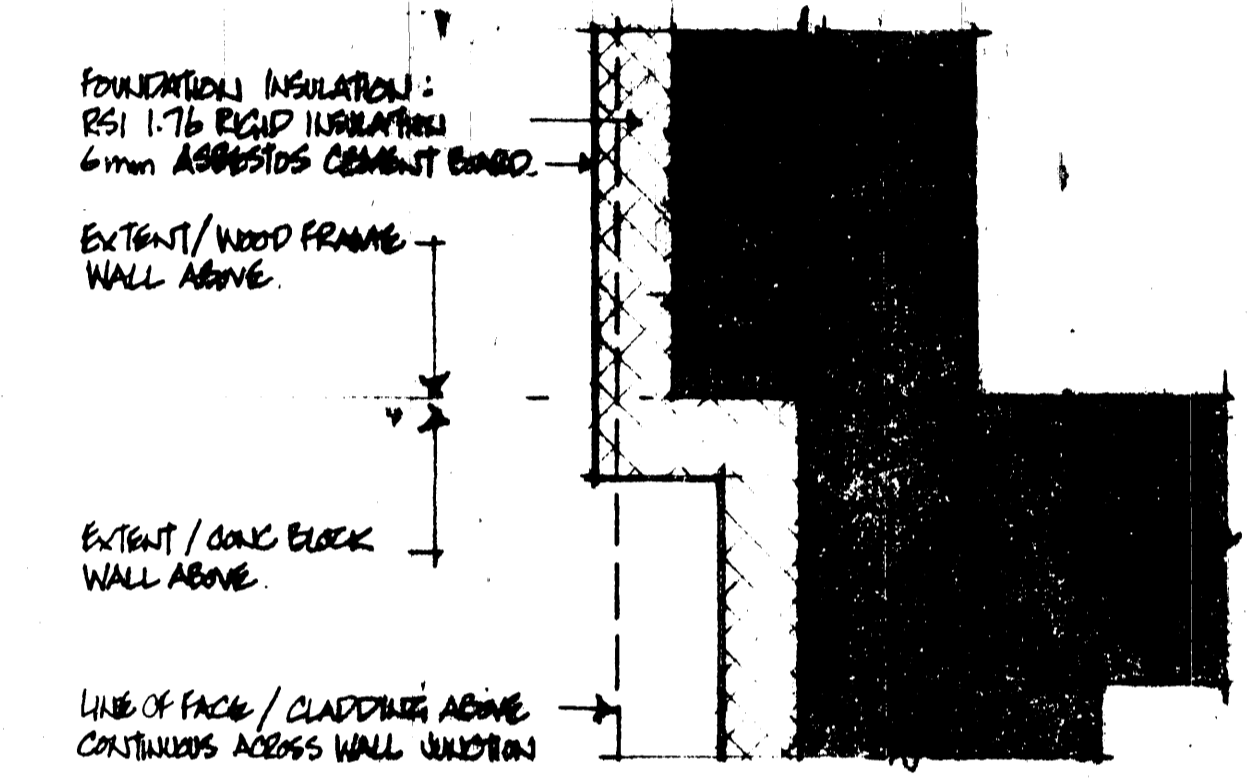 FOUNDATION INSULATION:
RSI 1.76 RIGID INSULATION
6mm ASBESTOS CEMENT BOARD.
EXTENT/WOOD FRAME
WALL ABOVE.
EXTENT/CONC BLOCK
WALL ABOVE.
LINE OF FACE/CLADDING ABOVE
CONTINUOUS ACROSS WALL JUNCTION